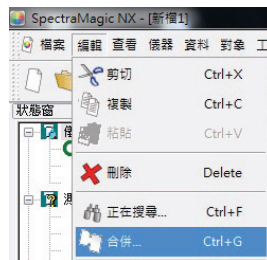 SpectraMagic NX - [新檔1]
檔案 編輯 查看 儀器 資料 對象
狀態窗
剪切 Ctrl+X
複製 Ctrl+C
粘貼 Ctrl+V
刪除 Delete
正在搜尋... Ctrl+F
合併... Ctrl+G